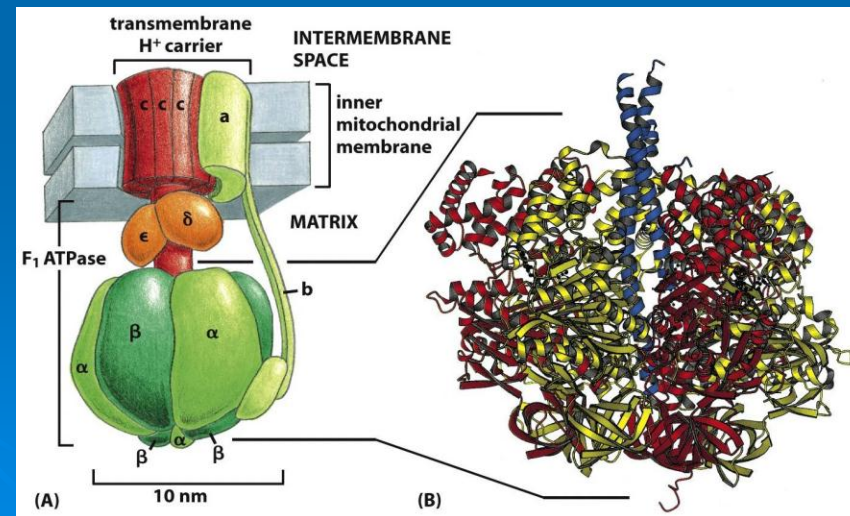 transmembrane
H⁺ carrier
INTERMEMBRANE
SPACE
c c c
a
inner
mitochondrial
membrane
ϵ
δ
MATRIX
F₁ ATPase
b
β
α
α
β
α
β
10 nm
(A)
(B)